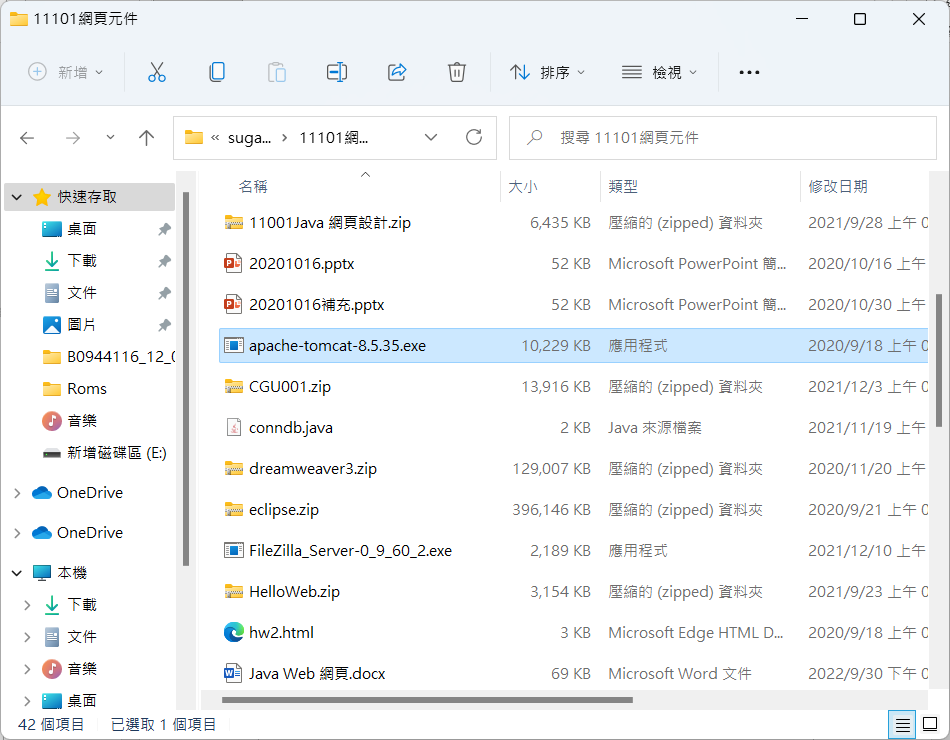 11101網頁元件
新增 排序 檢視
« suga... › 11101網... 搜尋 11101網頁元件
名稱 大小 類型 修改日期
快速存取
桌面
下載
文件
圖片
B0944116_12_0
Roms
音樂
新增磁碟區 (E:)
OneDrive
OneDrive
本機
下載
文件
音樂
桌面
11001Java 網頁設計.zip 6,435 KB 壓縮的 (zipped) 資料夾 2021/9/28 上午 0
20201016.pptx 52 KB Microsoft PowerPoint 簡... 2020/10/16 上午
20201016補充.pptx 52 KB Microsoft PowerPoint 簡... 2020/10/30 上午
apache-tomcat-8.5.35.exe 10,229 KB 應用程式 2020/9/18 上午 0
CGU001.zip 13,916 KB 壓縮的 (zipped) 資料夾 2021/12/3 上午 0
conndb.java 2 KB Java 來源檔案 2021/11/19 上午
dreamweaver3.zip 129,007 KB 壓縮的 (zipped) 資料夾 2020/11/20 上午
eclipse.zip 396,146 KB 壓縮的 (zipped) 資料夾 2020/9/21 上午 0
FileZilla_Server-0_9_60_2.exe 2,189 KB 應用程式 2021/12/10 上午
HelloWeb.zip 3,154 KB 壓縮的 (zipped) 資料夾 2021/9/23 上午 0
hw2.html 3 KB Microsoft Edge HTML D... 2020/9/18 上午 0
Java Web 網頁.docx 69 KB Microsoft Word 文件 2022/9/30 下午 0
42 個項目 已選取 1 個項目